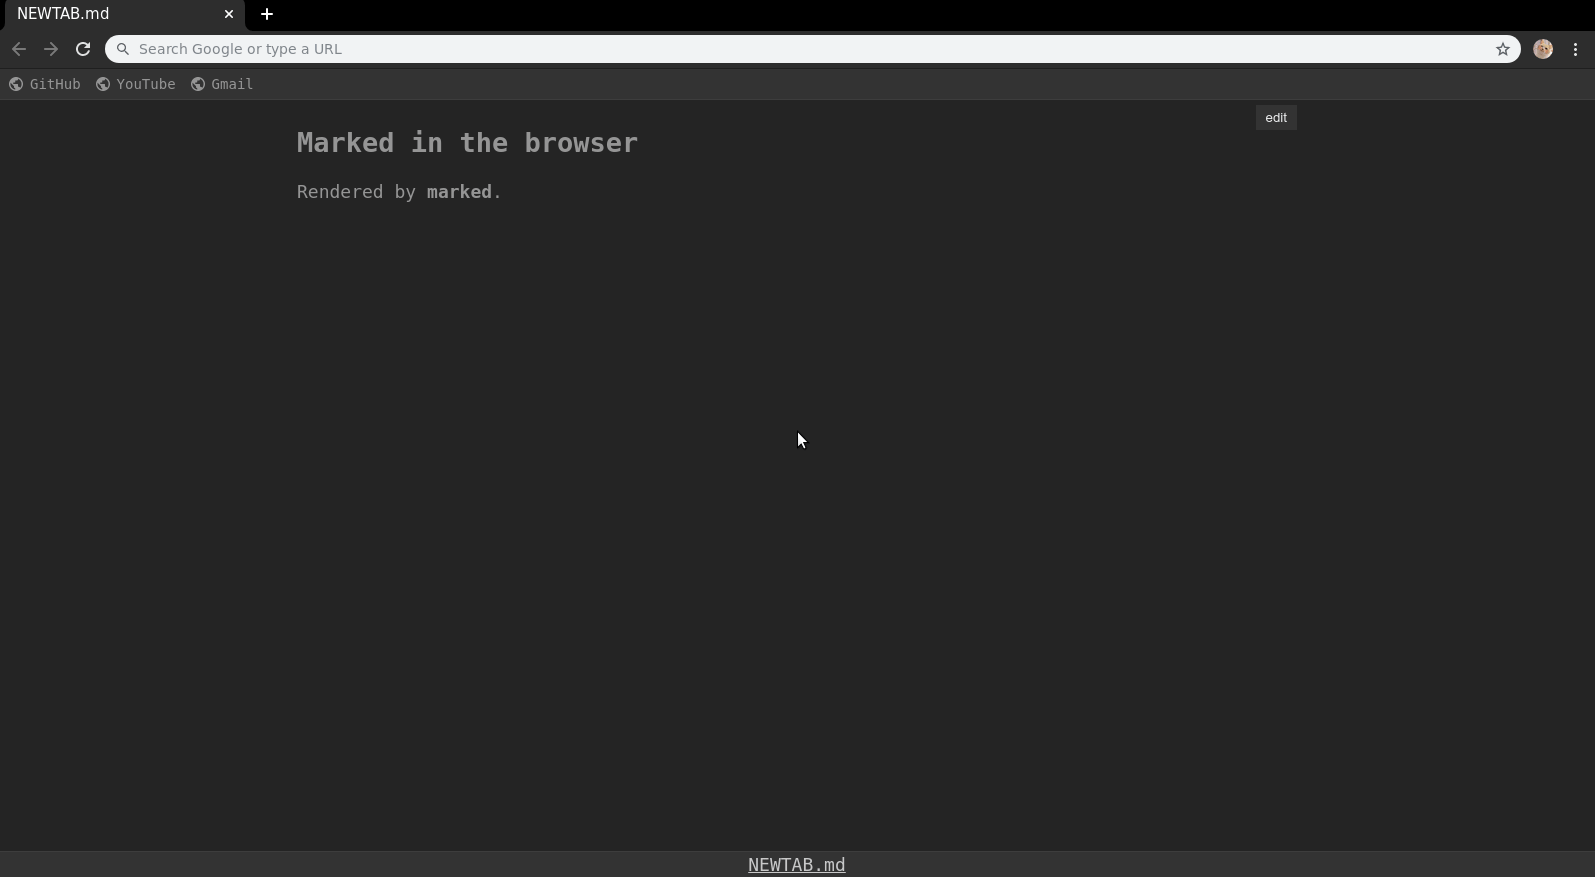 NEWTAB.md
Search Google or type a URL
GitHub YouTube Gmail
edit
Marked in the browser
Rendered by marked.
NEWTAB.md